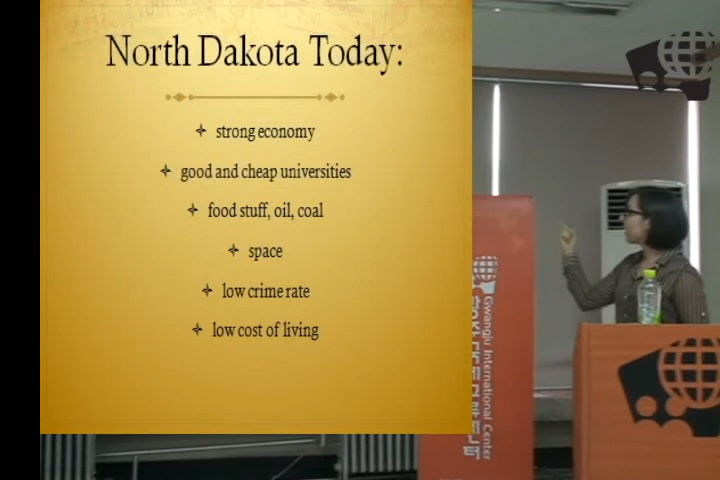 North Dakota Today:
strong economy
good and cheap universities
food stuff, oil, coal
space
low crime rate
low cost of living
Gwangju International Center